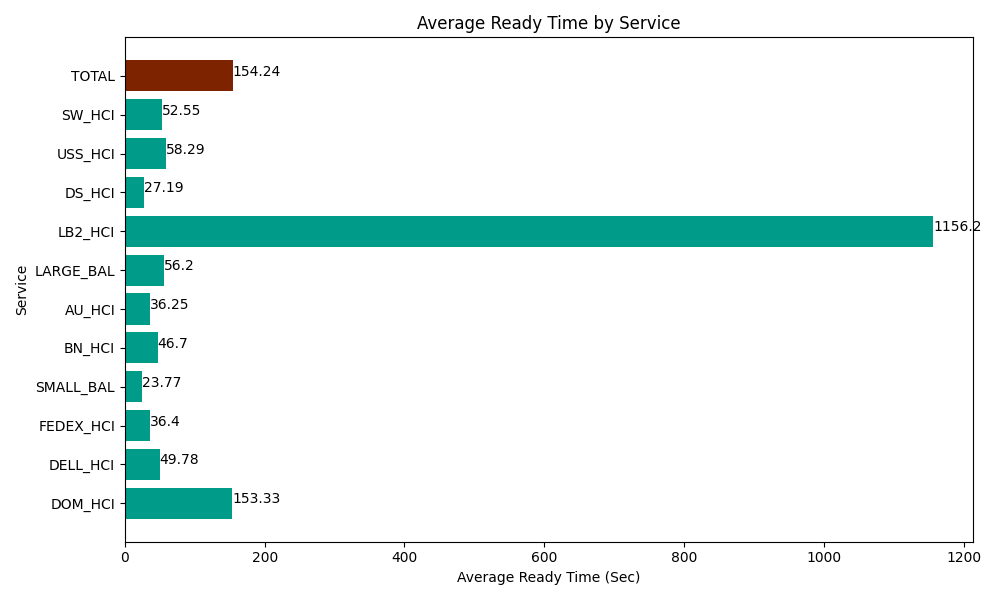 Average Ready Time by Service
TOTAL 154.24
SW_HCI 52.55
USS_HCI 58.29
DS_HCI 27.19
LB2_HCI 1156.2
LARGE_BAL 56.2
AU_HCI 36.25
BN_HCI 46.7
SMALL_BAL 23.77
FEDEX_HCI 36.4
DELL_HCI 49.78
DOM_HCI 153.33
Service
0 200 400 600 800 1000 1200
Average Ready Time (Sec)